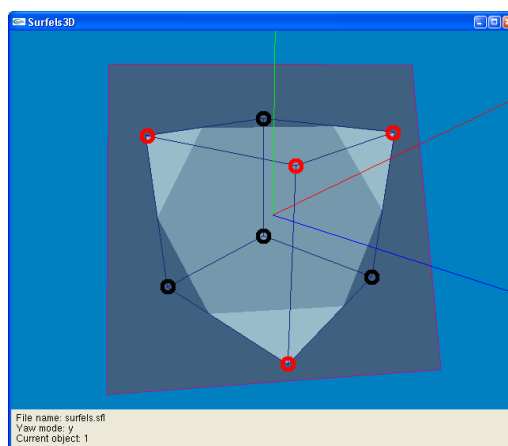 Surfels3D
File name: surfels.sfl
Yaw mode: y
Current object: 1